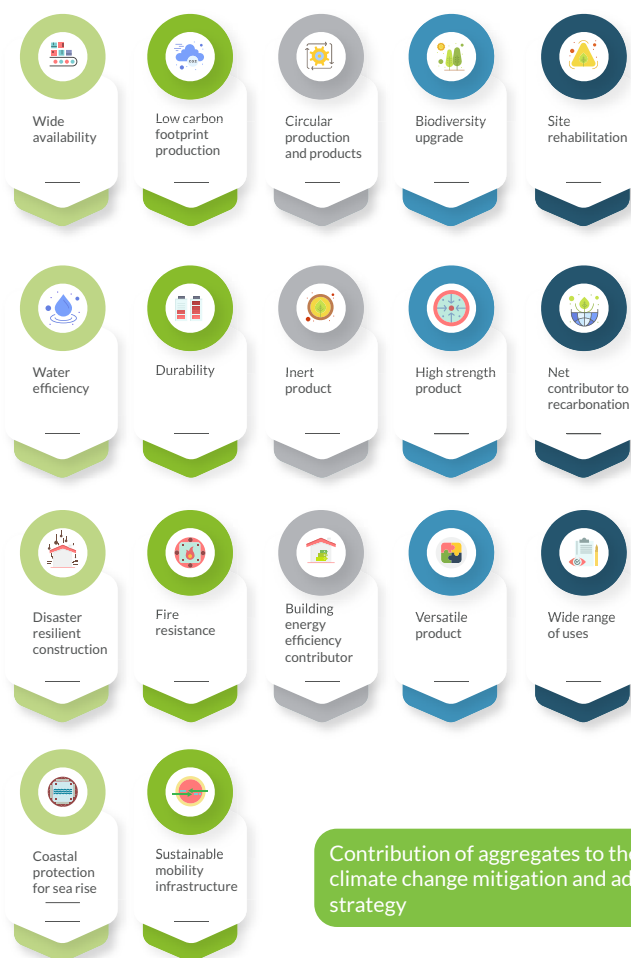 Wide
availability
Low carbon
footprint
production
Circular
production
and products
Biodiversity
upgrade
Site
rehabilitation
Water
efficiency
Durability
Inert
product
High strength
product
Net
contributor to
recarbonation
Disaster
resilient
construction
Fire
resistance
Building
energy
efficiency
contributor
Versatile
product
Wide range
of uses
Coastal
protection
for sea rise
Sustainable
mobility
infrastructure
Contribution of aggregates to the
climate change mitigation and ad
strategy